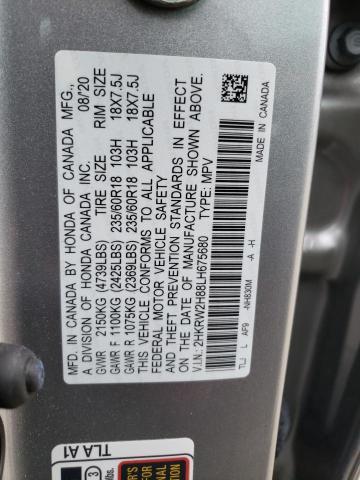 MFD. IN CANADA BY HONDA OF CANADA MFG.,
A DIVISION OF HONDA CANADA INC. 08/20
TIRE SIZE RIM SIZE
GVWR 2150KG (4739LBS)
GAWR F 1100KG (2425LBS) 235/60R18 103H 18X7.5J
GAWR R 1075KG (2369LBS) 235/60R18 103H 18X7.5J
THIS VEHICLE CONFORMS TO ALL APPLICABLE
FEDERAL MOTOR VEHICLE SAFETY
AND THEFT PREVENTION STANDARDS IN EFFECT
ON THE DATE OF MANUFACTURE SHOWN ABOVE.
V.I.N: 2HKRW2H88LH675680 TYPE: MPV
TLJ L AF9 -NH830M -A -H
MADE IN CANADA
TLA A1